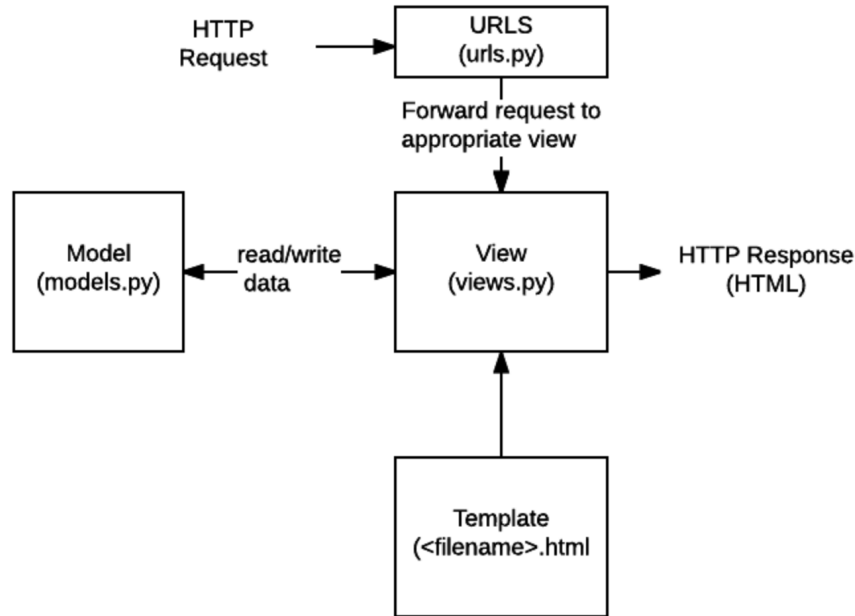 HTTP
Request
URLS
(urls.py)
Forward request to
appropriate view
Model
(models.py)
read/write
data
View
(views.py)
HTTP Response
(HTML)
Template
(<filename>.html